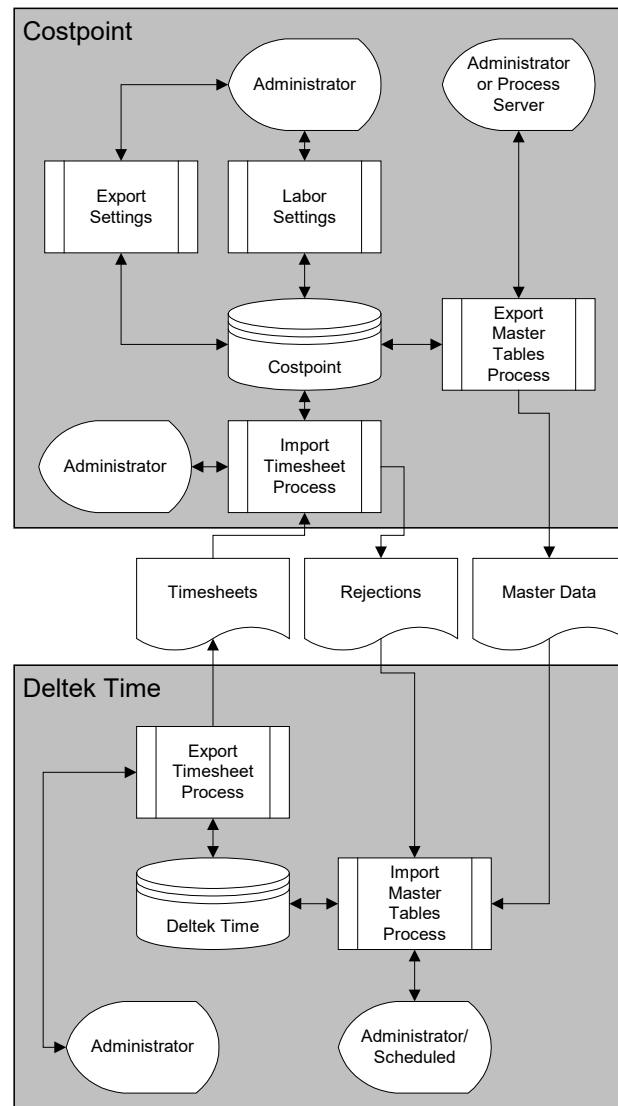 Costpoint
Administrator
Administrator
or Process
Server
Export
Settings
Labor
Settings
Costpoint
Export
Master
Tables
Process
Administrator
Import
Timesheet
Process
Timesheets
Rejections
Master Data
Deltek Time
Export
Timesheet
Process
Deltek Time
Import
Master
Tables
Process
Administrator
Administrator/
Scheduled